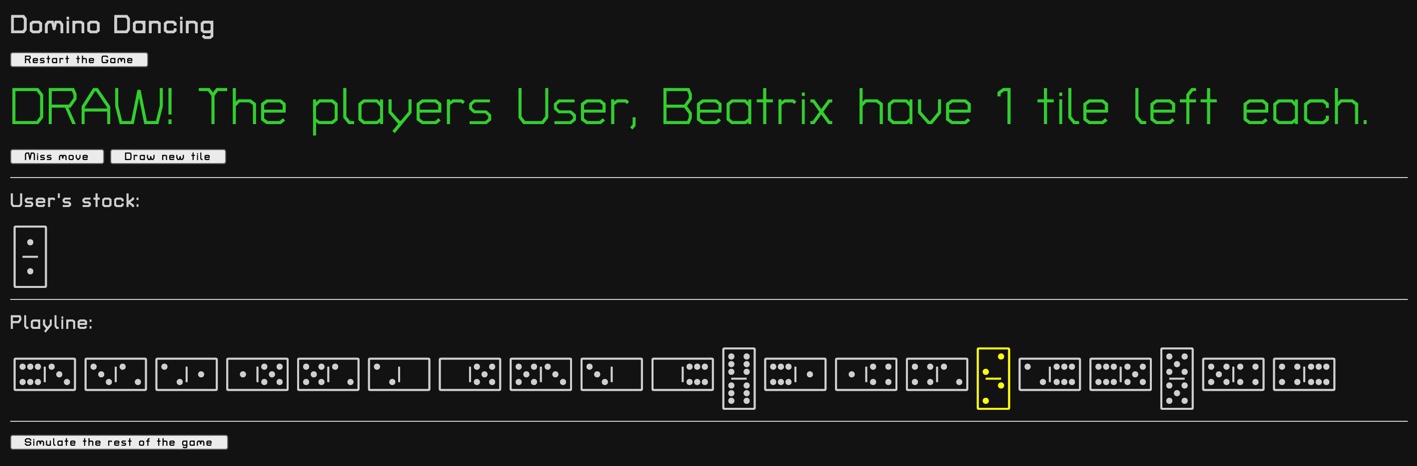 Domino Dancing
Restart the Game
DRAW! The players User, Beatrix have 1 tile left each.
Miss move Draw new tile
User's stock:
Playline:
Simulate the rest of the game